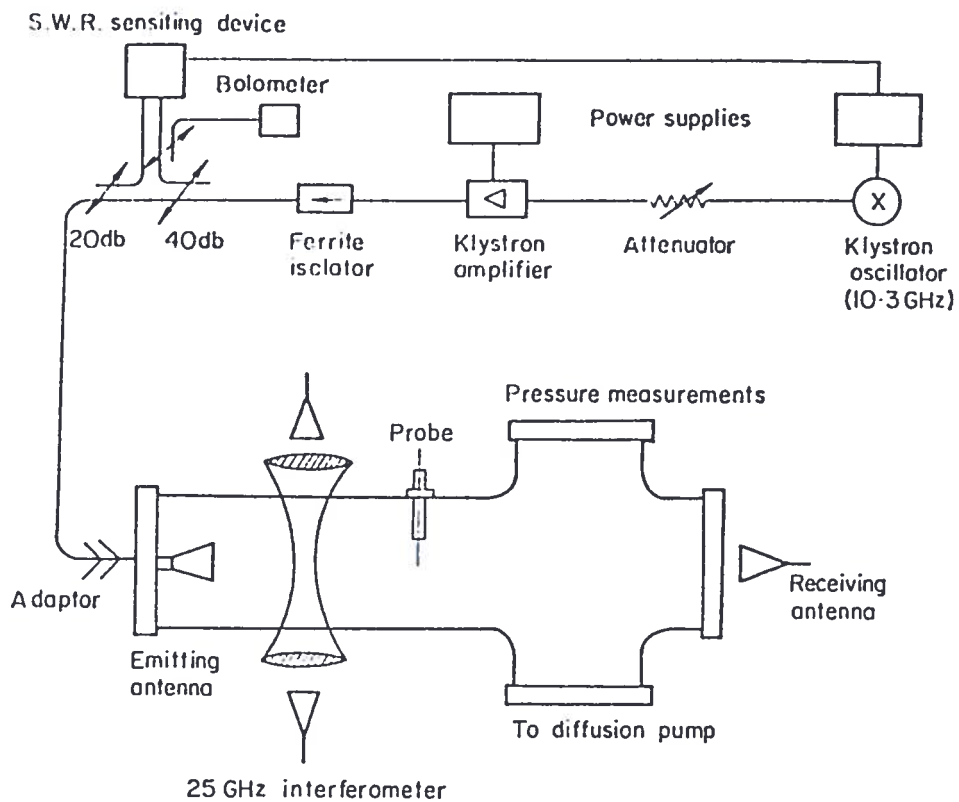 S.W.R. sensiting device
Bolometer
Power supplies
20db
40db
Ferrite
isclator
Klystron
amplifier
Attenuator
X
Klystron
oscillator
(10·3 GHz)
Pressure measurements
Probe
Adaptor
Emitting
antenna
Receiving
antenna
To diffusion pump
25 GHz interferometer